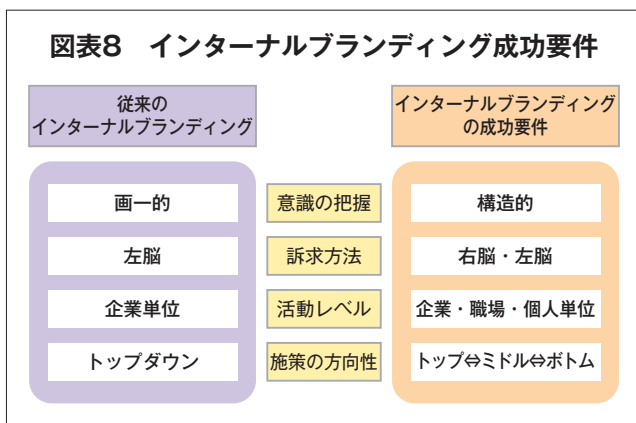 図表8 インターナルブランディング成功要件
従来の
インターナルブランディング
インターナルブランディング
の成功要件
画一的
意識の把握
構造的
左脳
訴求方法
右脳・左脳
企業単位
活動レベル
企業・職場・個人単位
トップダウン
施策の方向性
トップ⇔ミドル⇔ボトム